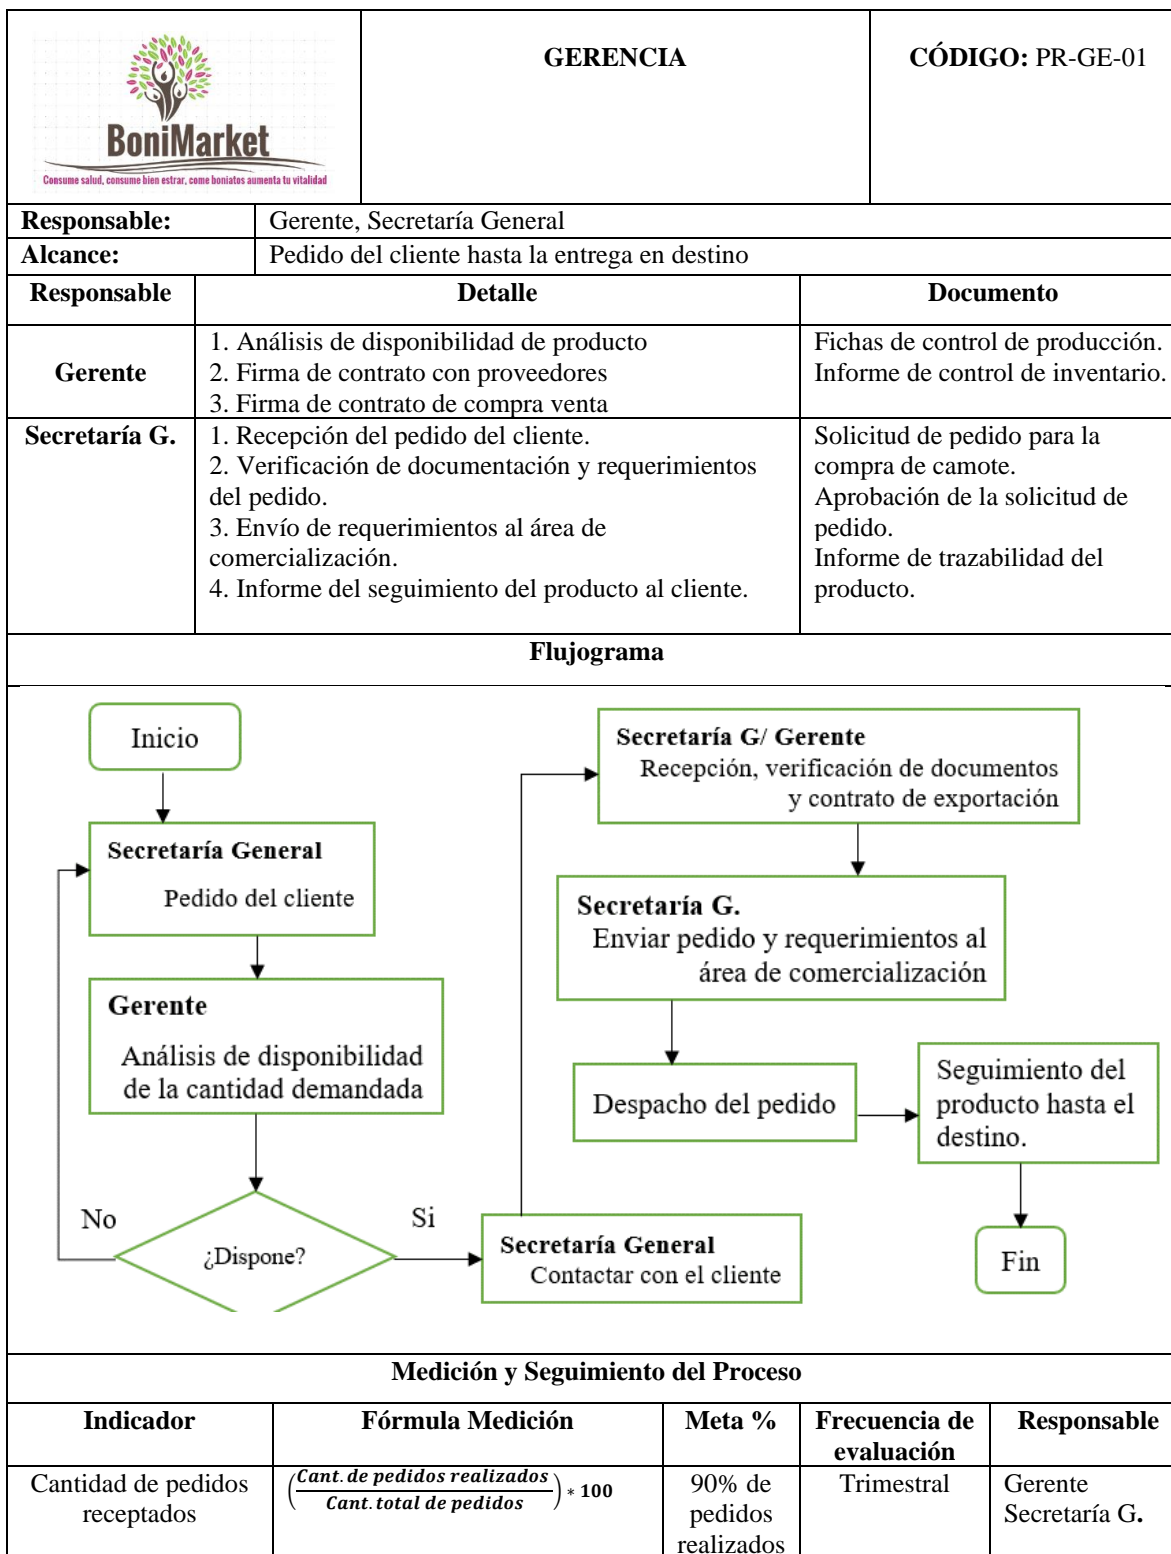 BoniMarket
Consume salud, consume bien estrar, come boniatos aumenta tu vitalidad
GERENCIA
CÓDIGO: PR-GE-01
Responsable:
Gerente, Secretaría General
Alcance:
Pedido del cliente hasta la entrega en destino
Responsable
Detalle
Documento
Gerente
1. Análisis de disponibilidad de producto
2. Firma de contrato con proveedores
3. Firma de contrato de compra venta
Fichas de control de producción.
Informe de control de inventario.
Secretaría G.
1. Recepción del pedido del cliente.
2. Verificación de documentación y requerimientos
del pedido.
3. Envío de requerimientos al área de
comercialización.
4. Informe del seguimiento del producto al cliente.
Solicitud de pedido para la
compra de camote.
Aprobación de la solicitud de
pedido.
Informe de trazabilidad del
producto.
Flujograma
Inicio
Secretaría General
Pedido del cliente
Gerente
Análisis de disponibilidad
de la cantidad demandada
No
¿Dispone?
Si
Secretaría General
Contactar con el cliente
Secretaría G/ Gerente
Recepción, verificación de documentos
y contrato de exportación
Secretaría G.
Enviar pedido y requerimientos al
área de comercialización
Despacho del pedido
Seguimiento del
producto hasta el
destino.
Fin
Medición y Seguimiento del Proceso
Indicador
Fórmula Medición
Meta %
Frecuencia de
evaluación
Responsable
Cantidad de pedidos
receptados
(Cant. de pedidos realizados / Cant. total de pedidos) * 100
90% de
pedidos
realizados
Trimestral
Gerente
Secretaría G.